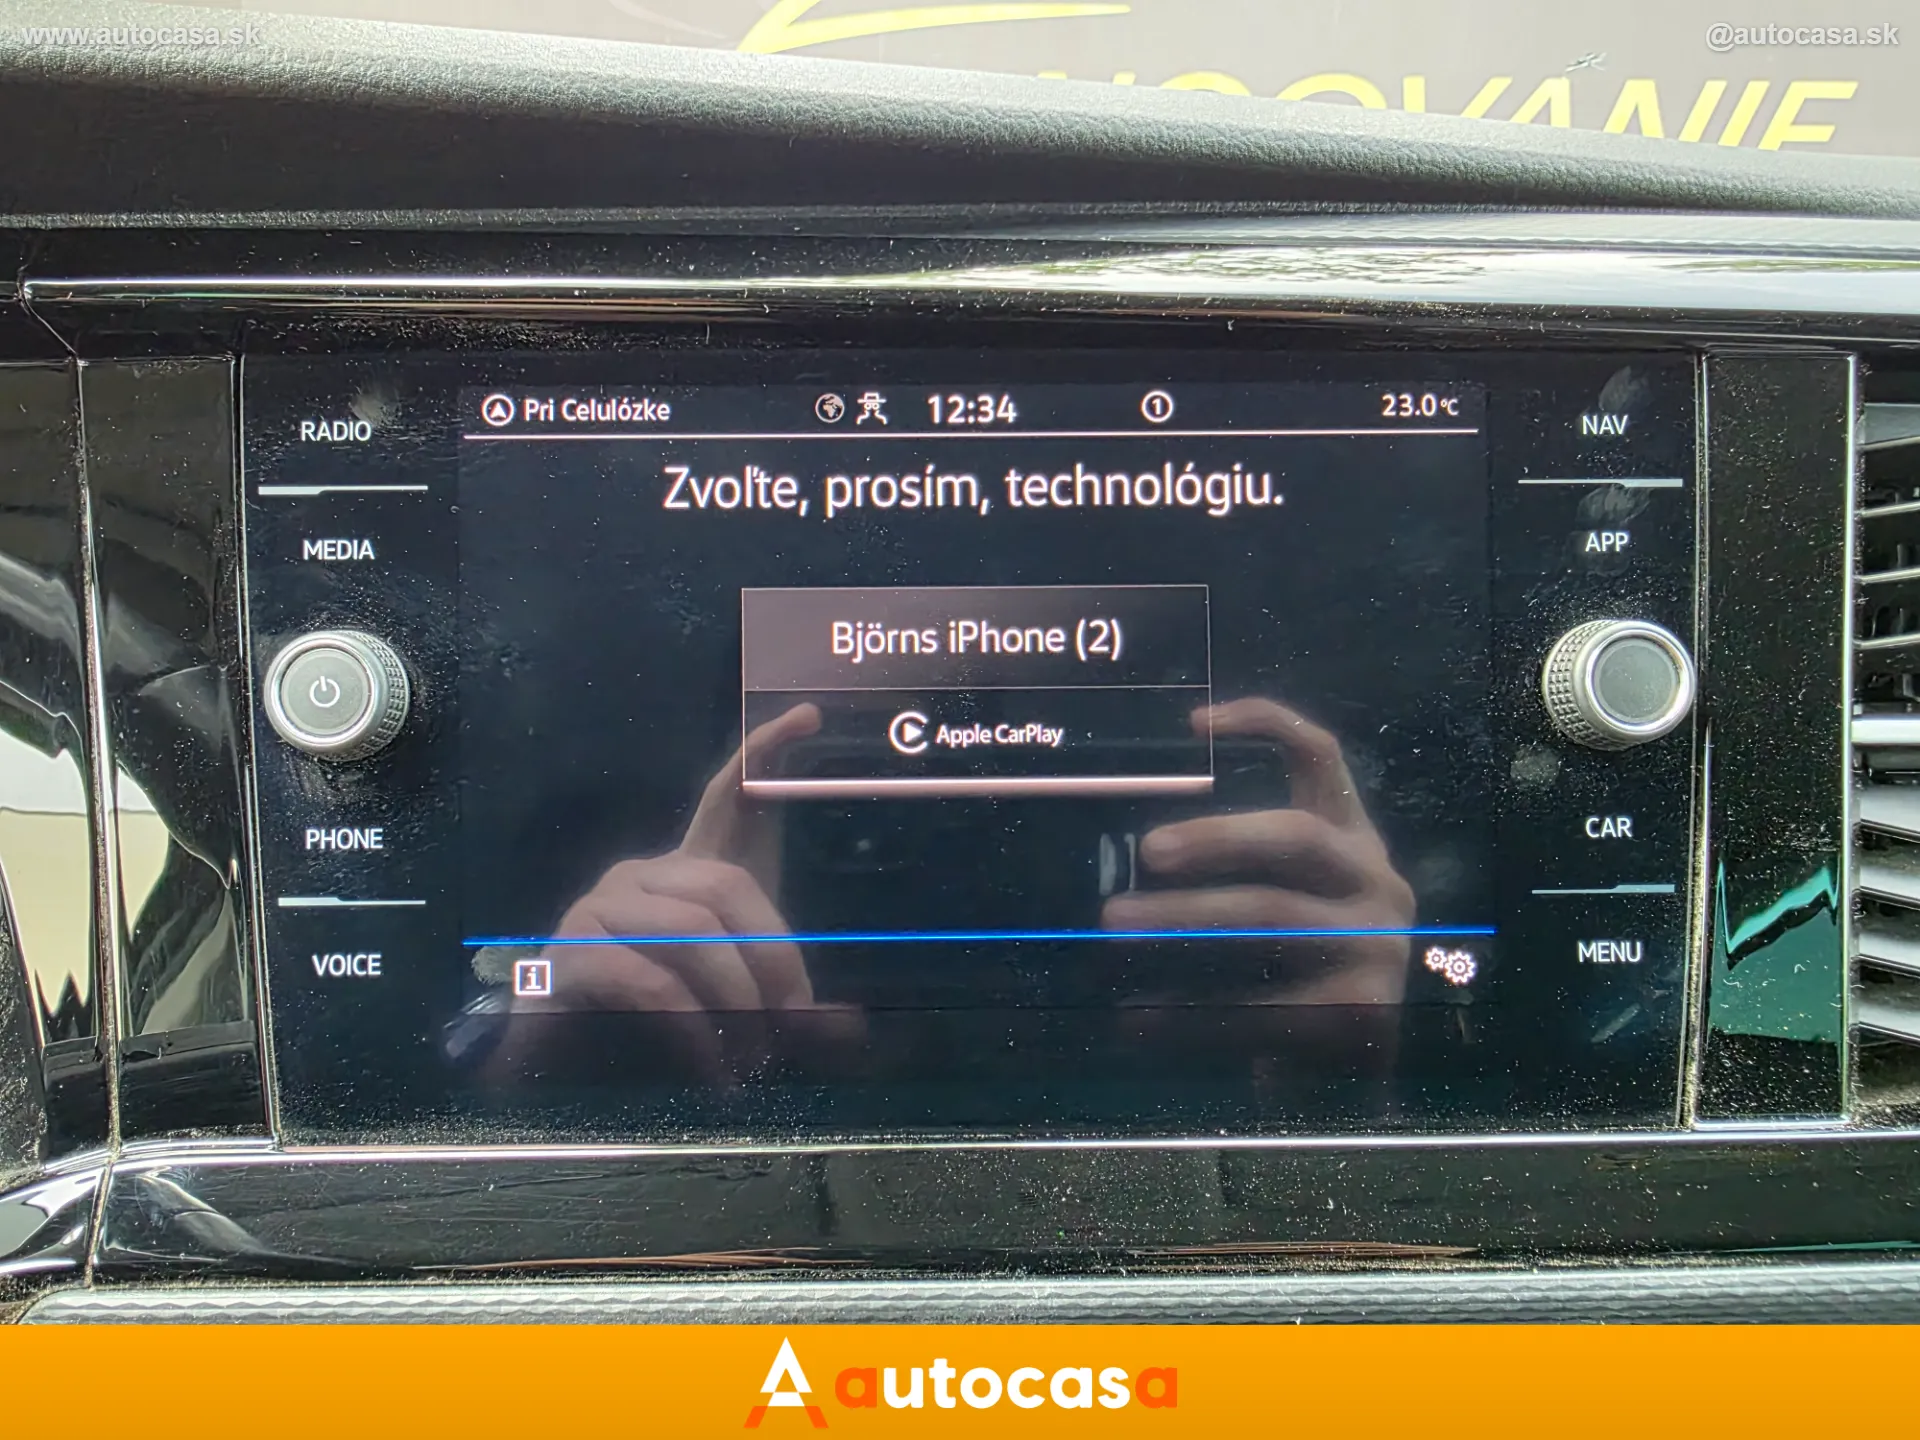 www.autocasa.sk
@autocasa.sk
RADIO
MEDIA
PHONE
VOICE
Pri Celulózke
12:34
1
23.0°C
Zvoľte, prosím, technológiu.
Björns iPhone (2)
Apple CarPlay
i
NAV
APP
CAR
MENU
autocasa